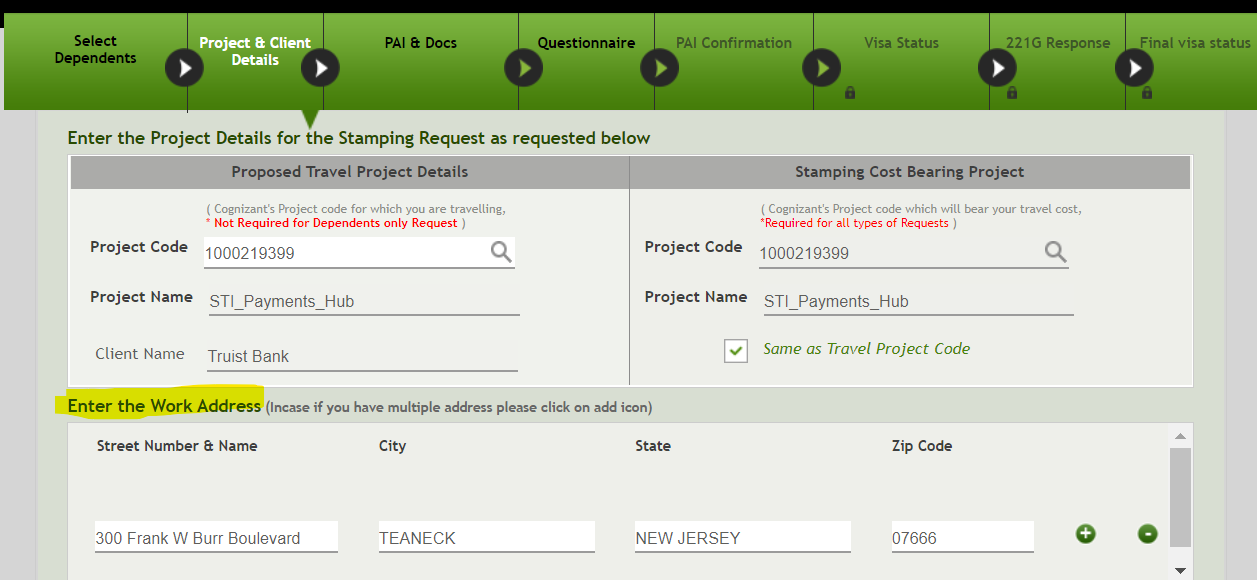 Select
Dependents
Project & Client
Details
PAI & Docs
Questionnaire
PAI Confirmation
Visa Status
221G Response
Final visa status
Enter the Project Details for the Stamping Request as requested below
Proposed Travel Project Details
Stamping Cost Bearing Project
( Cognizant's Project code for which you are travelling,
* Not Required for Dependents only Request )
Project Code
1000219399
Project Name
STI_Payments_Hub
Client Name
Truist Bank
( Cognizant's Project code which will bear your travel cost,
*Required for all types of Requests )
Project Code
1000219399
Project Name
STI_Payments_Hub
Same as Travel Project Code
Enter the Work Address (Incase if you have multiple address please click on add icon)
Street Number & Name City State Zip Code
300 Frank W Burr Boulevard TEANECK NEW JERSEY 07666